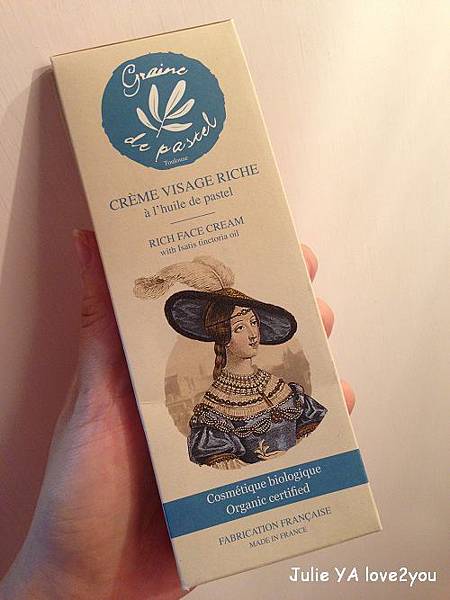 Graine
de pastel
Toulouse
CRÈME VISAGE RICHE
à l'huile de pastel
RICH FACE CREAM
with Isatis tinctoria oil
Cosmétique biologique
Organic certified
FABRICATION FRANÇAISE
MADE IN FRANCE
Julie YA love2you